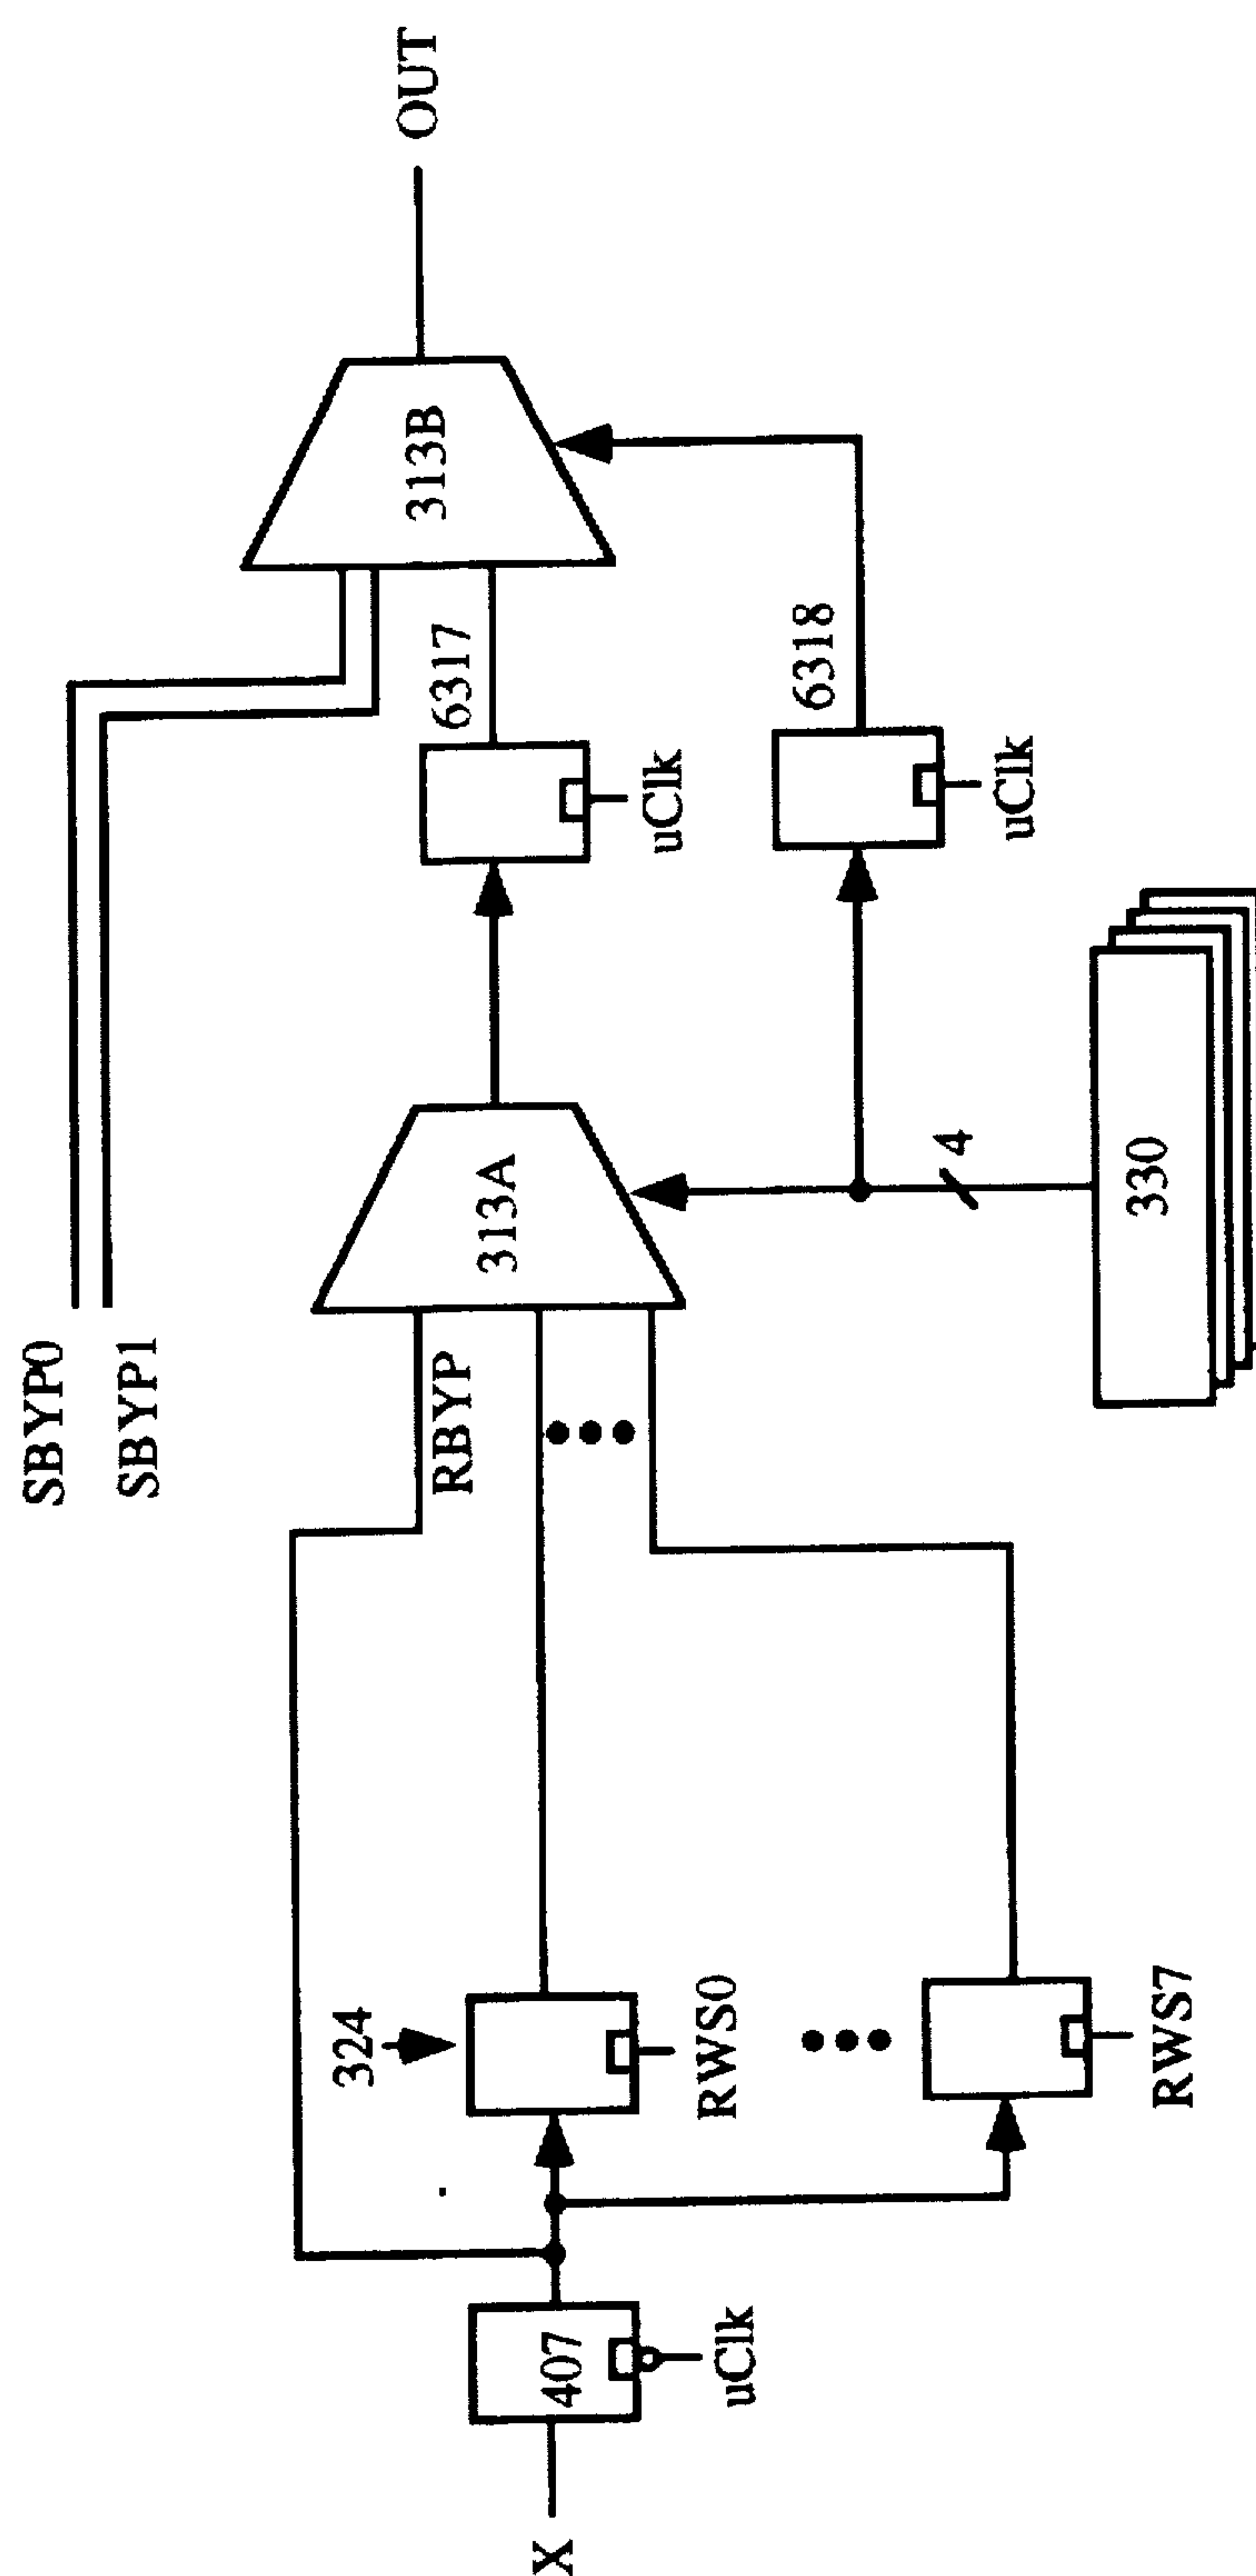 SBYP0
SBYP1
OUT
313B
6317
uClk
6318
uClk
313A
RBYP
4
330
324
RWS0
RWS7
X
407
uClk